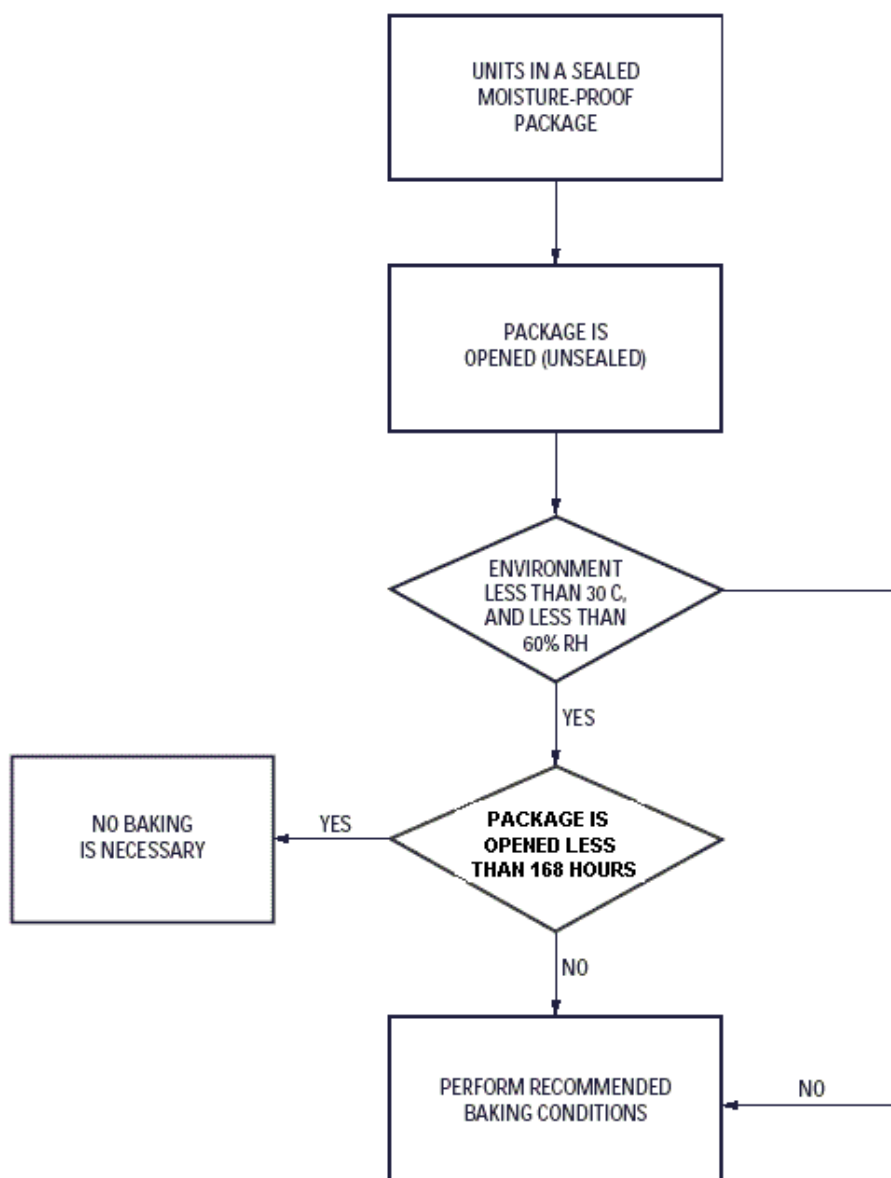 UNITS IN A SEALED
MOISTURE-PROOF
PACKAGE
PACKAGE IS
OPENED (UNSEALED)
ENVIRONMENT
LESS THAN 30 C,
AND LESS THAN
60% RH
YES
NO BAKING
IS NECESSARY
YES
PACKAGE IS
OPENED LESS
THAN 168 HOURS
NO
PERFORM RECOMMENDED
BAKING CONDITIONS
NO